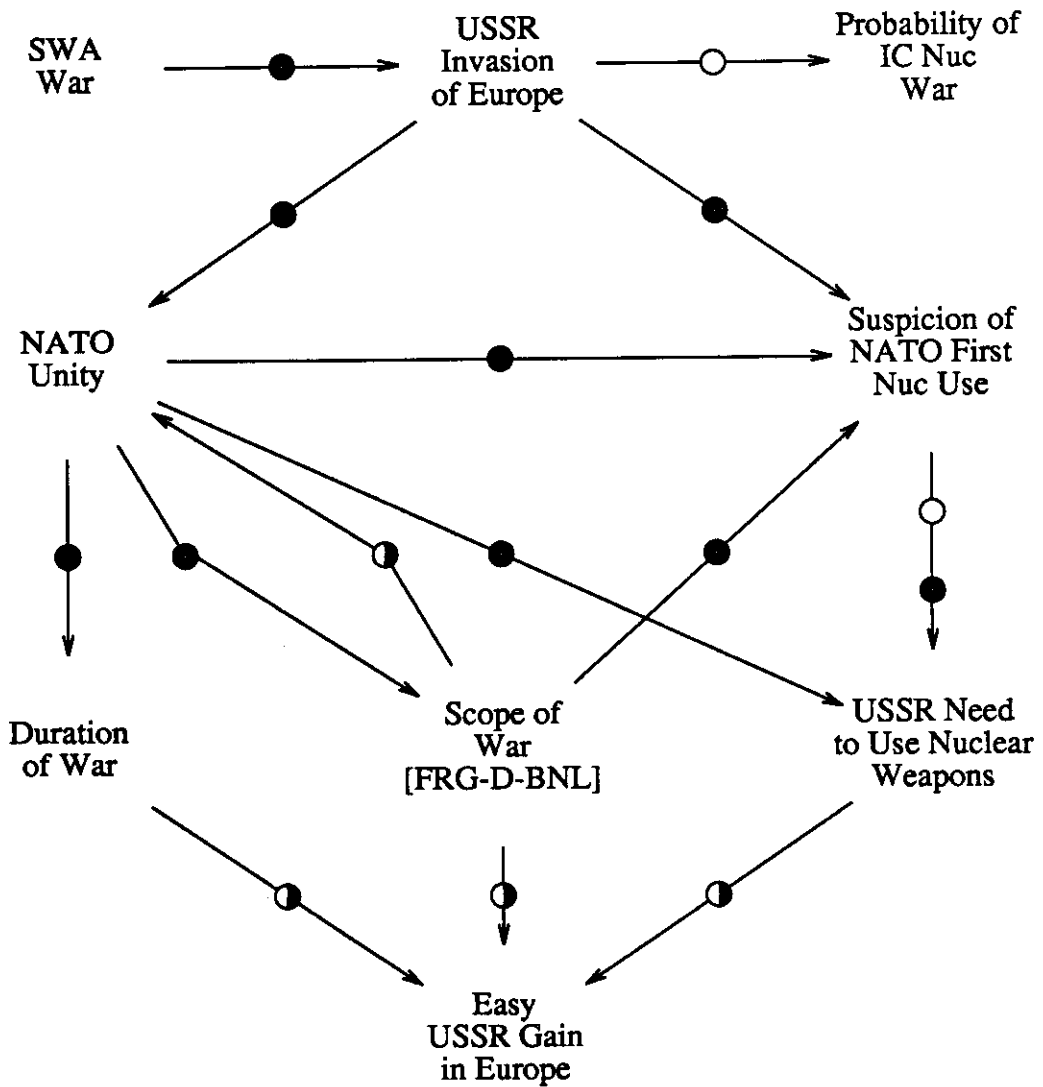 SWA
War
USSR
Invasion
of Europe
Probability of
IC Nuc
War
NATO
Unity
Suspicion of
NATO First
Nuc Use
Duration
of War
Scope of
War
[FRG-D-BNL]
USSR Need
to Use Nuclear
Weapons
Easy
USSR Gain
in Europe